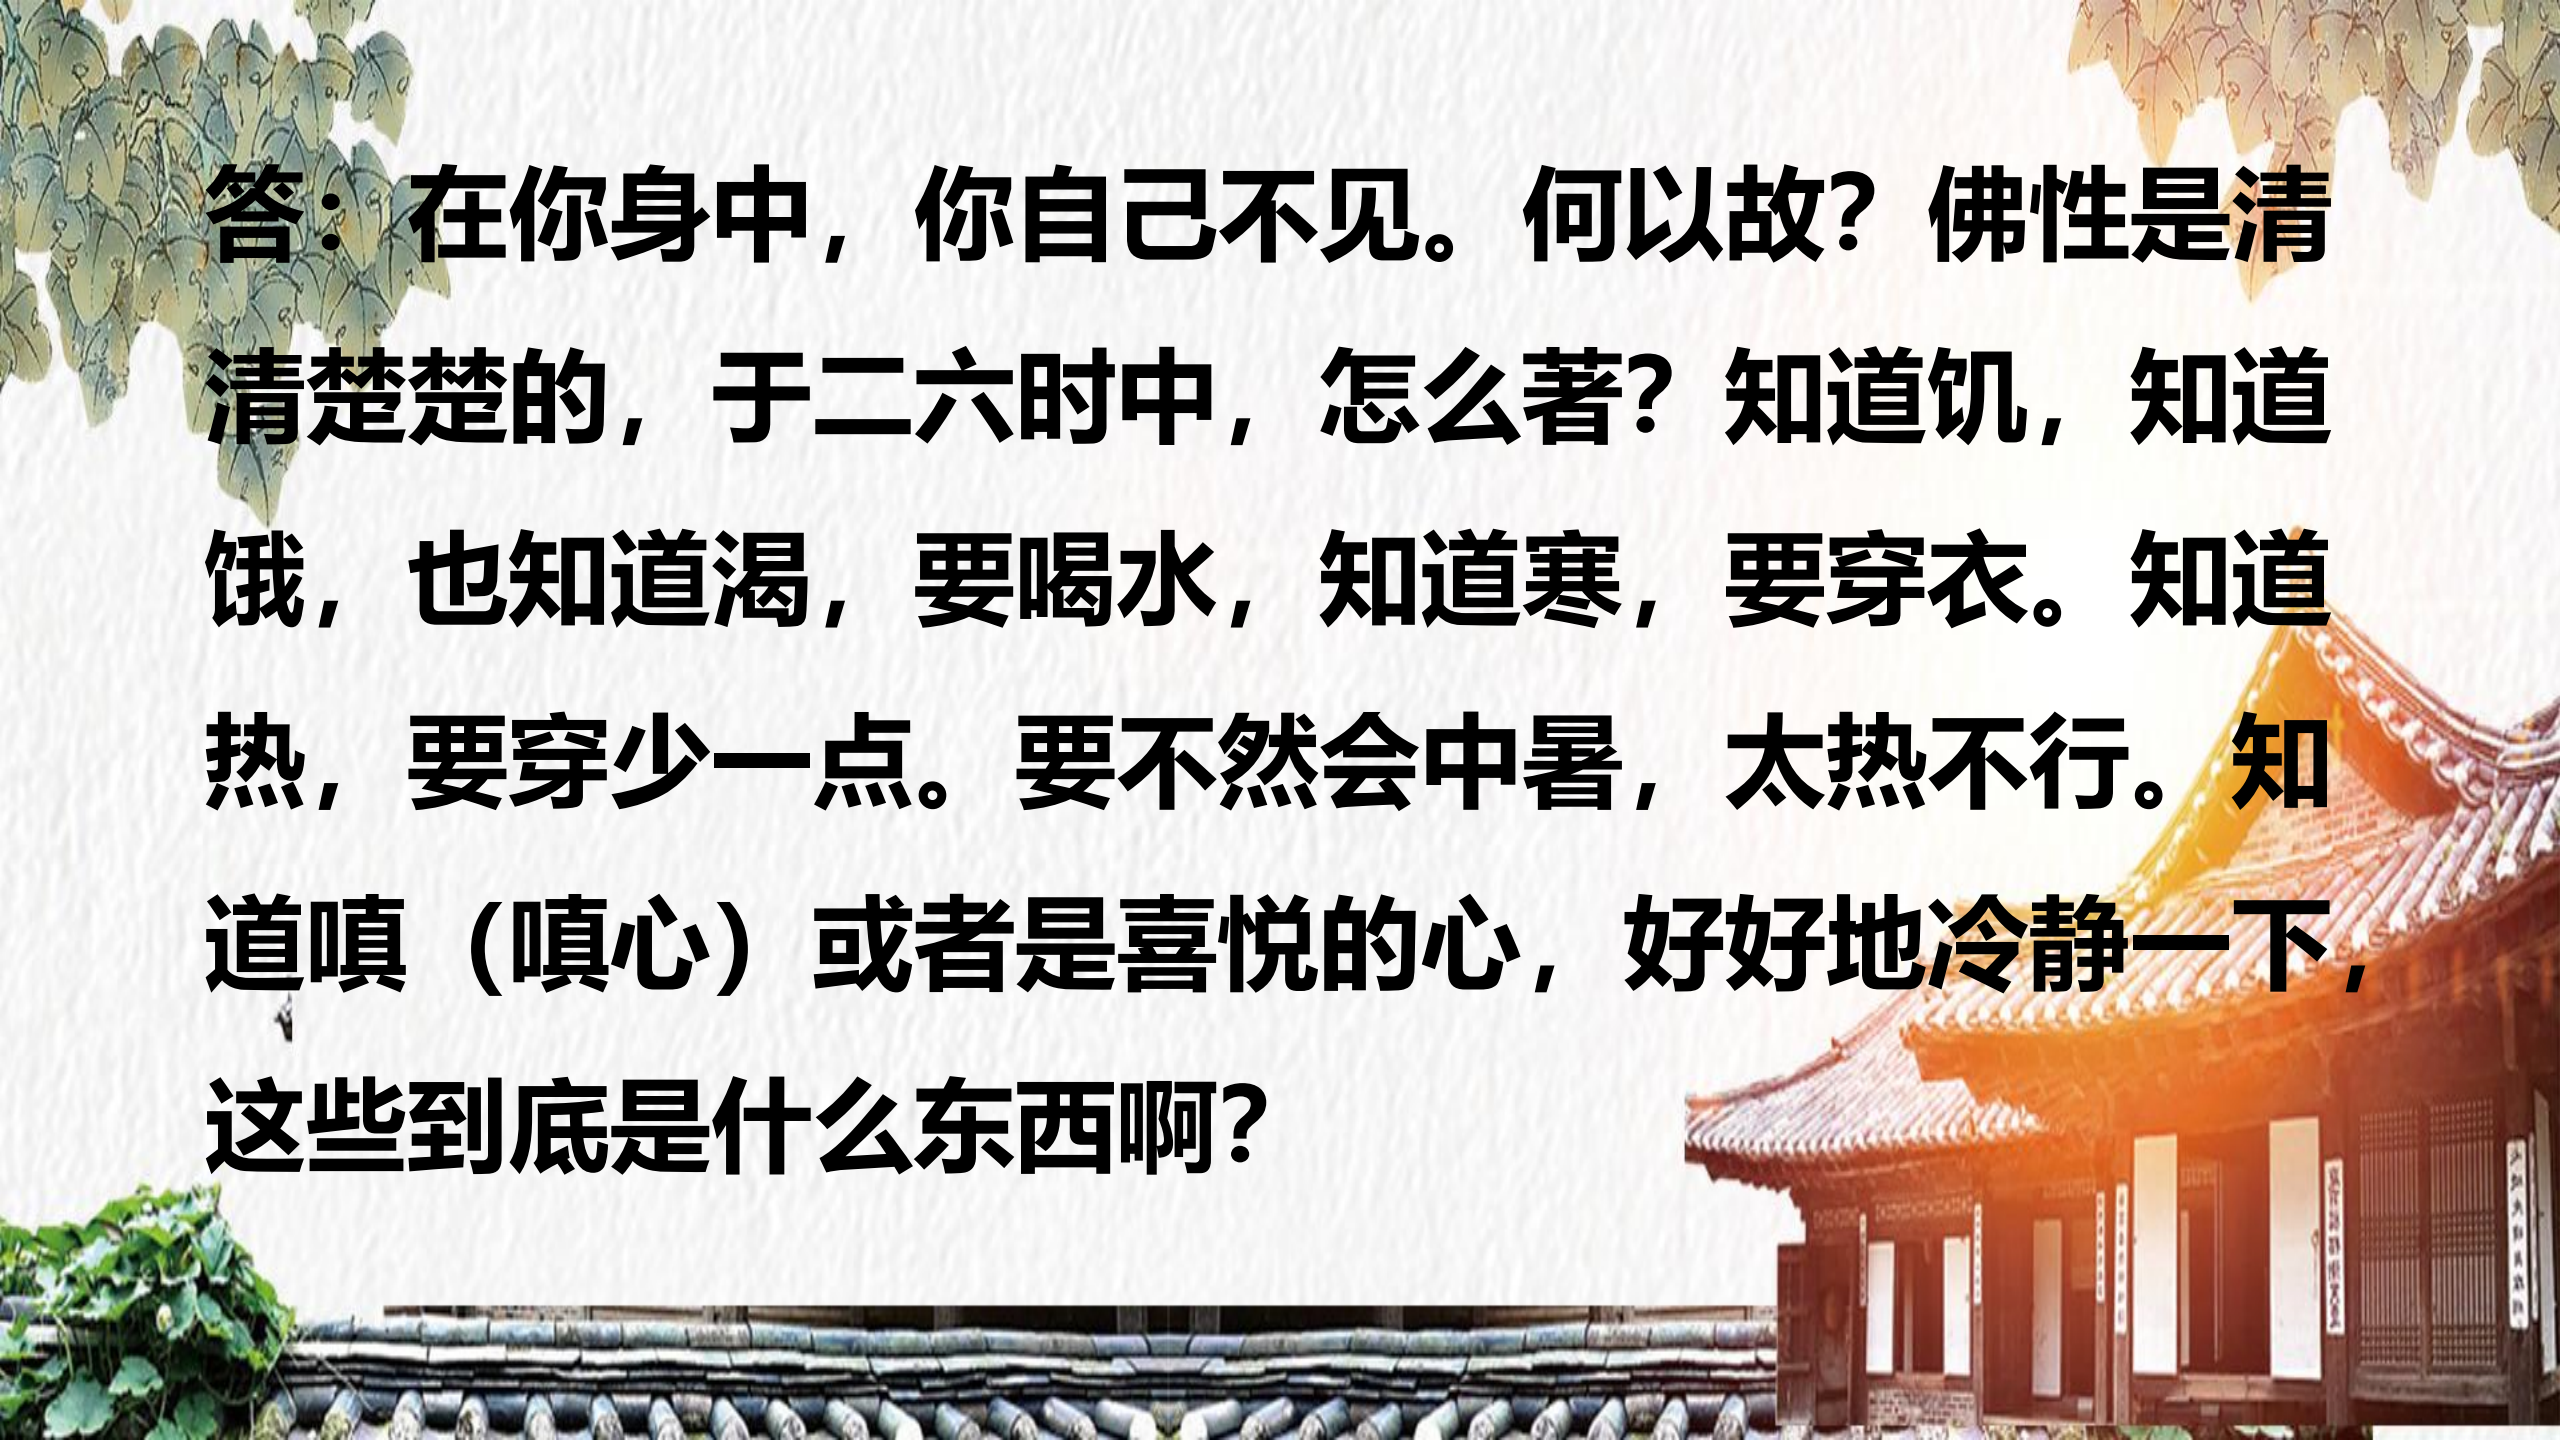 答：在你身中，你自己不见。何以故？佛性是清
清楚楚的，于二六时中，怎么著？知道饥，知道
饿，也知道渴，要喝水，知道寒，要穿衣。知道
热，要穿少一点。要不然会中暑，太热不行。知
道嗔（嗔心）或者是喜悦的心，好好地冷静一下，
这些到底是什么东西啊？